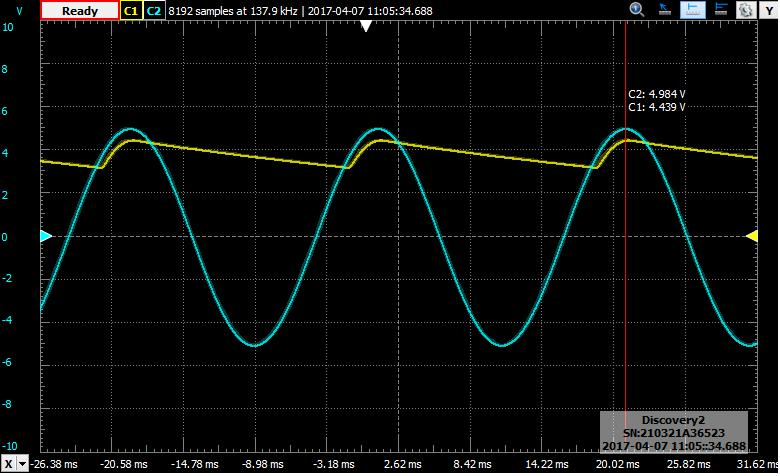 V Ready C1 C2 8192 samples at 137.9 kHz | 2017-04-07 11:05:34.688 Y
10
8
6
C2: 4.984 V
C1: 4.439 V
4
2
0
-2
-4
-6
-8
Discovery2
SN:210321A36523
2017-04-07 11:05:34.688
-10
X -26.38 ms -20.58 ms -14.78 ms -8.98 ms -3.18 ms 2.62 ms 8.42 ms 14.22 ms 20.02 ms 25.82 ms 31.62 ms